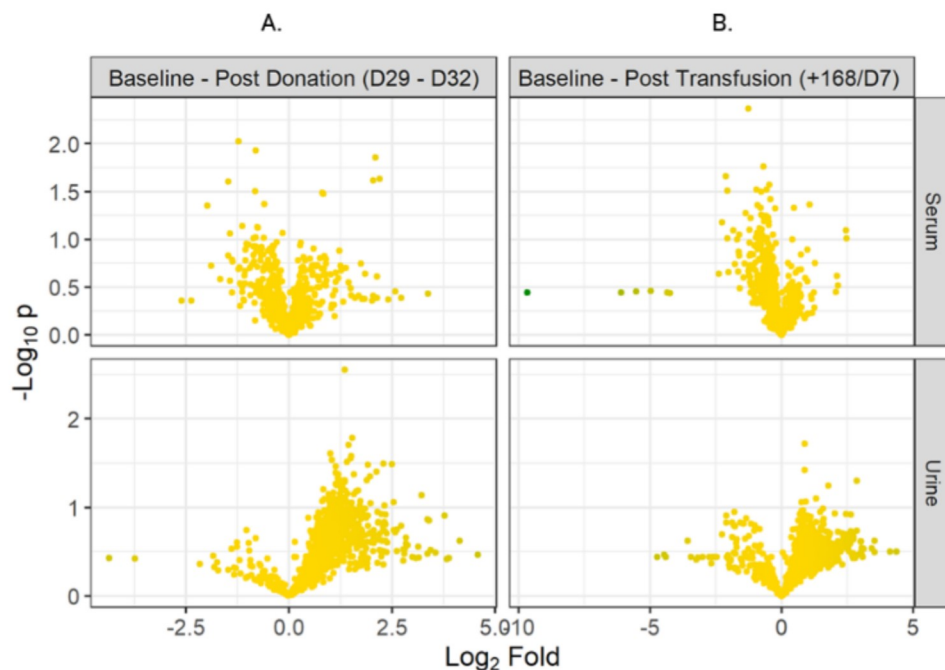 A. B.
Baseline - Post Donation (D29 - D32) Baseline - Post Transfusion (+168/D7)
2.0
1.5
1.0
0.5
0.0
Serum
-Log10 p
2
1
0
Urine
-2.5 0.0 2.5 5.0 -10 -5 0 5
Log2 Fold